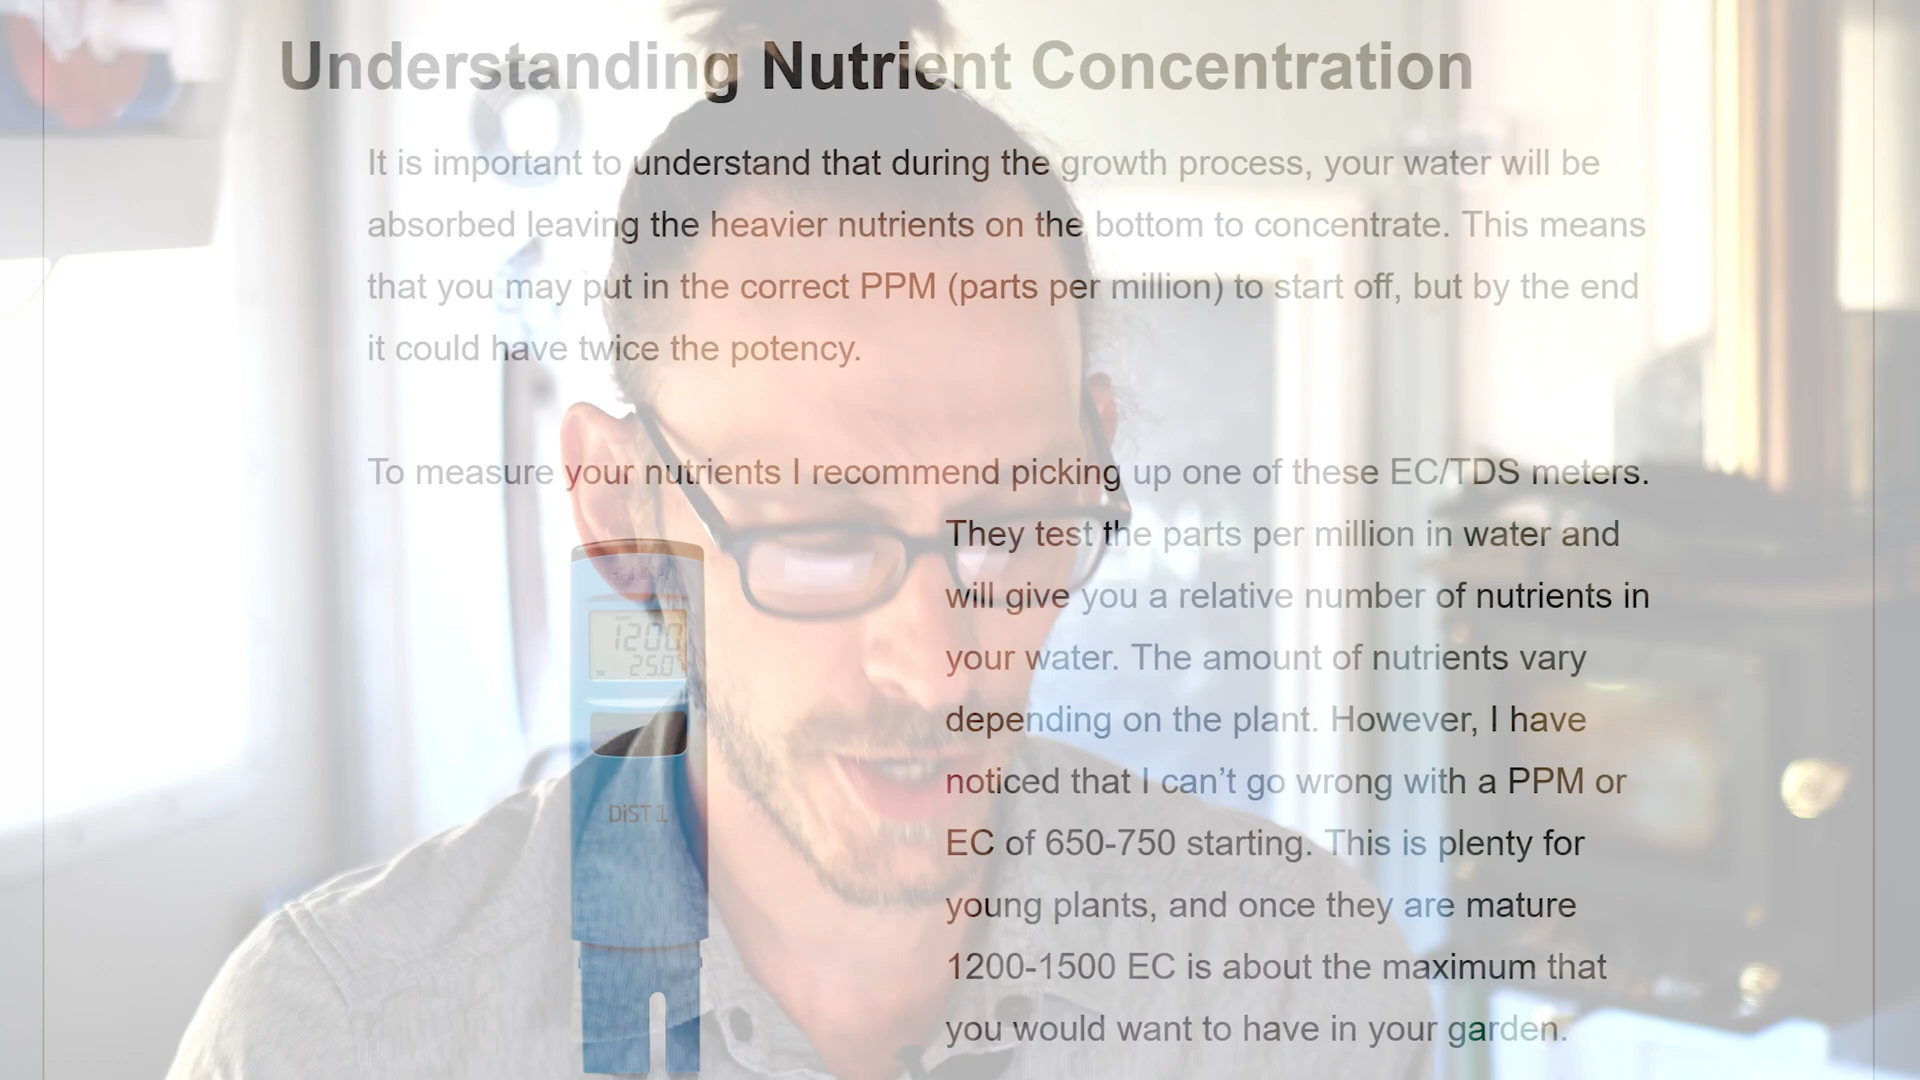 Understanding Nutrient Concentration
It is important to understand that during the growth process, your water will be
absorbed leaving the heavier nutrients on the bottom to concentrate. This means
that you may put in the correct PPM (parts per million) to start off, but by the end
it could have twice the potency.
To measure your nutrients I recommend picking up one of these EC/TDS meters.
They test the parts per million in water and
will give you a relative number of nutrients in
your water. The amount of nutrients vary
depending on the plant. However, I have
noticed that I can’t go wrong with a PPM or
EC of 650-750 starting. This is plenty for
young plants, and once they are mature
1200-1500 EC is about the maximum that
you would want to have in your garden.
1200
25.0°
DiST 1